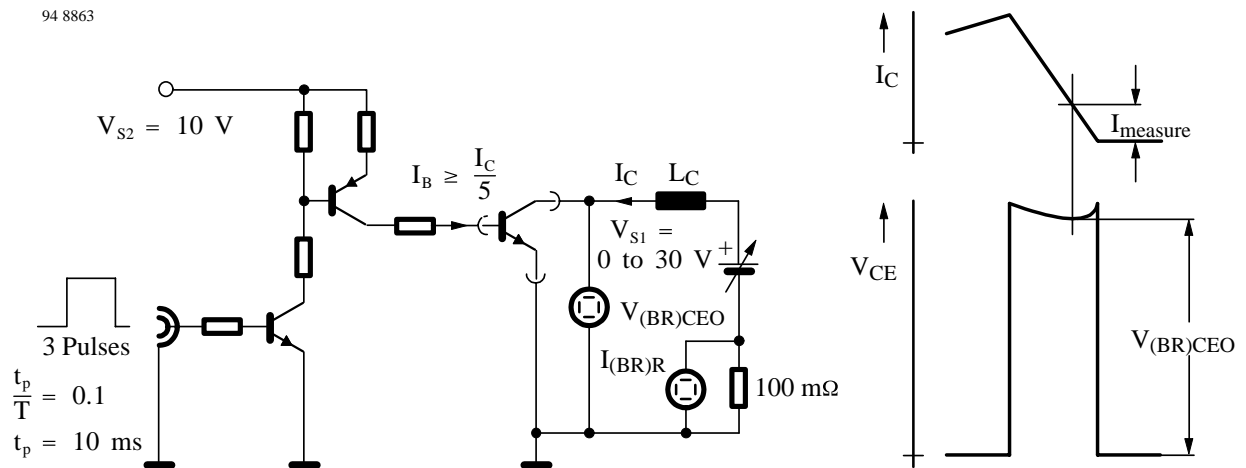 94 8863
V_S2 = 10 V
I_B ≥ I_C/5
I_C
L_C
V_S1 =
0 to 30 V
+
V_(BR)CEO
I_(BR)R
100 mΩ
3 Pulses
t_p/T = 0.1
t_p = 10 ms
I_C
I_measure
V_CE
V_(BR)CEO